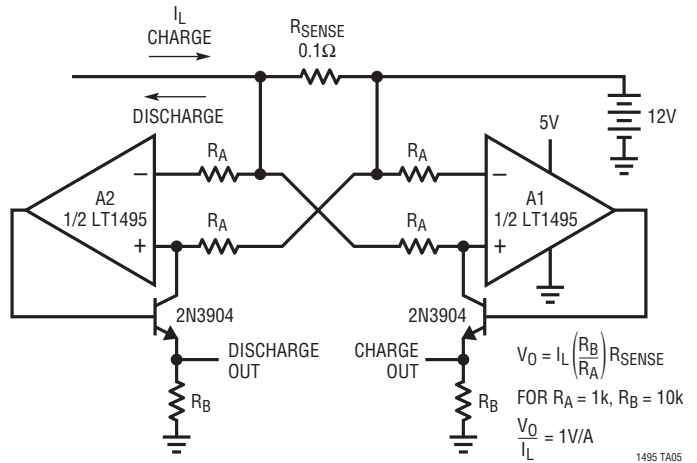 I_L
CHARGE
R_SENSE
0.1Ω
DISCHARGE
12V
5V
R_A
R_A
A2
1/2 LT1495
A1
1/2 LT1495
−
−
R_A
R_A
+
+
2N3904
2N3904
DISCHARGE
OUT
CHARGE
OUT
R_B
R_B
V_O = I_L (R_B/R_A) R_SENSE
FOR R_A = 1k, R_B = 10k
V_O/I_L = 1V/A
1495 TA05